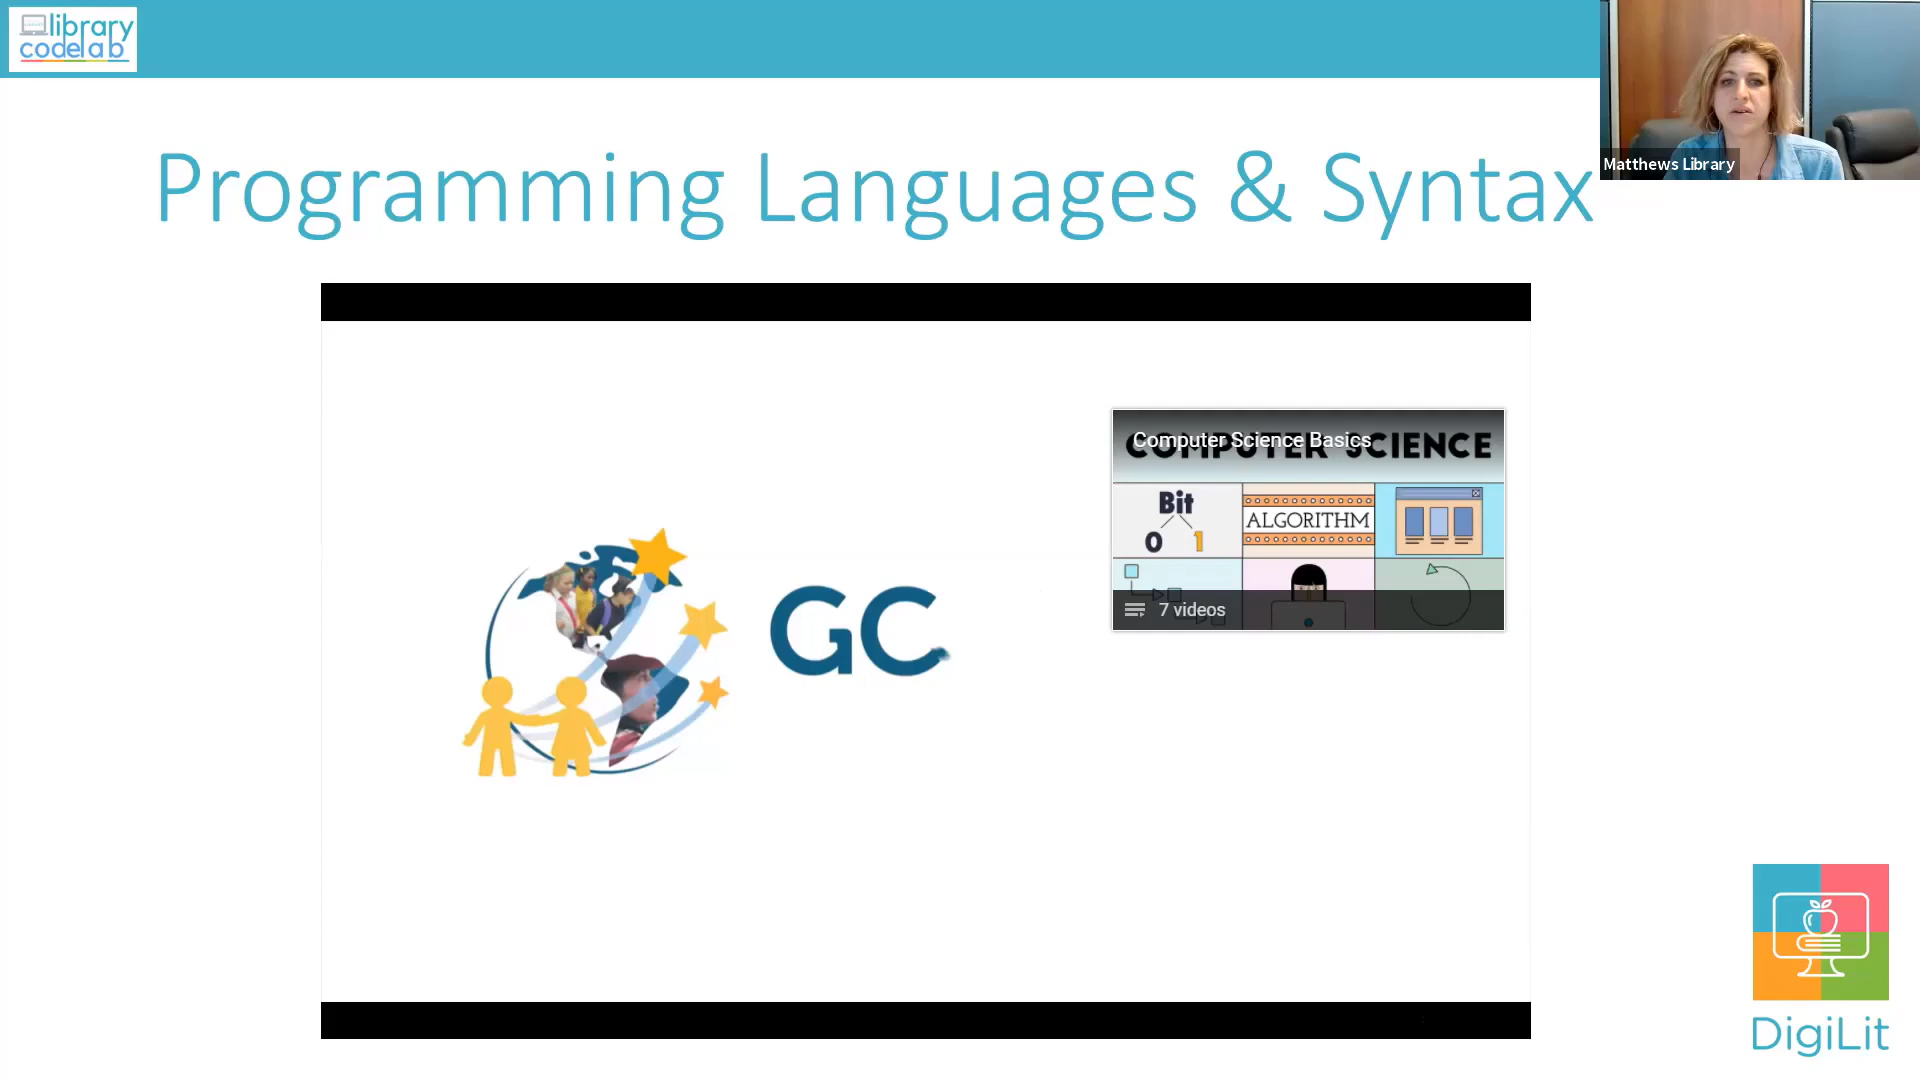 library
codelab
Matthews Library
Programming Languages & Syntax
Computer Science Basics
COMPUTER SCIENCE
Bit
0 1
ALGORITHM
7 videos
GC
DigiLit